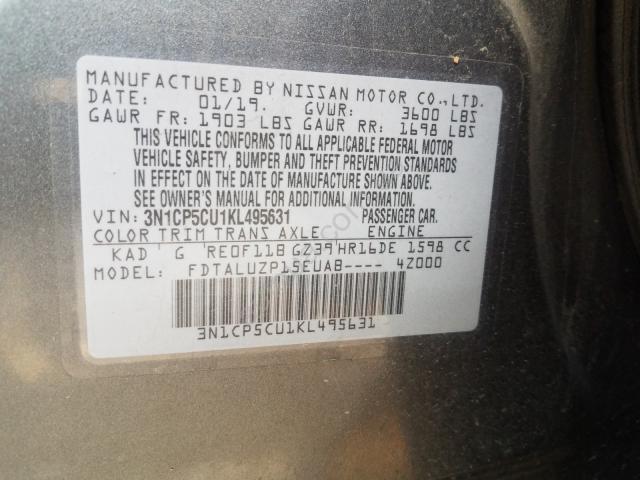 MANUFACTURED BY NISSAN MOTOR CO.,LTD.
DATE: 01/19. GVWR: 3600 LBS
GAWR FR: 1903 LBS GAWR RR: 1698 LBS
THIS VEHICLE CONFORMS TO ALL APPLICABLE FEDERAL MOTOR
VEHICLE SAFETY, BUMPER AND THEFT PREVENTION STANDARDS
IN EFFECT ON THE DATE OF MANUFACTURE SHOWN ABOVE.
SEE OWNER'S MANUAL OR WARRANTY BOOKLET FOR
ADDITIONAL INFORMATION.
VIN: 3N1CP5CU1KL495631 PASSENGER CAR.
COLOR TRIM TRANS AXLE ENGINE
KAD G RE0F11B GZ39 HR16DE 1598 CC
FDTALUZP15EUAB---- 4Z000
3N1CP5CU1KL495631